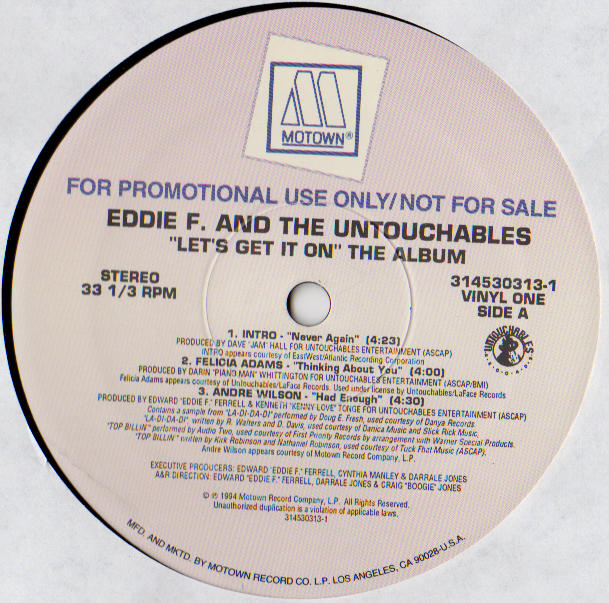 MOTOWN®
FOR PROMOTIONAL USE ONLY/NOT FOR SALE
EDDIE F. AND THE UNTOUCHABLES
"LET'S GET IT ON" THE ALBUM
STEREO
33 1/3 RPM
314530313-1
VINYL ONE
SIDE A
UNTOUCHABLES
1. INTRO - "Never Again" (4:23)
PRODUCED BY DAVE "JAM" HALL FOR UNTOUCHABLES ENTERTAINMENT (ASCAP)
INTRO appears courtesy of EastWest/Atlantic Recording Corporation
2. FELICIA ADAMS - "Thinking About You" (4:00)
PRODUCED BY DARIN "PIANO MAN" WHITTINGTON FOR UNTOUCHABLES ENTERTAINMENT (ASCAP/BMI)
Felicia Adams appears courtesy of Untouchables/LaFace Records. Used under license by Untouchables/LaFace Records
3. ANDRE WILSON - "Had Enough" (4:30)
PRODUCED BY EDWARD "EDDIE F." FERRELL & KENNETH "KENNY LOVE" TONGE FOR UNTOUCHABLES ENTERTAINMENT (ASCAP)
Contains a sample from "LA-DI-DA-DI" performed by Doug E. Fresh, used courtesy of Danya Records.
"LA-DI-DA-DI" written by R. Walters and D. Davis, used courtesy of Danica Music and Slick Rick Music.
"TOP BILLIN" performed by Audio Two, used courtesy of First Priority Records by arrangement with Warner Special Products.
"TOP BILLIN" written by Kirk Robinson and Nathaniel Robinson, used courtesy of Tuck Fhat Music (ASCAP).
Andre Wilson appears courtesy of Motown Record Company, L.P.
EXECUTIVE PRODUCERS: EDWARD "EDDIE F." FERRELL, CYNTHIA MANLEY & DARRALE JONES
A&R DIRECTION: EDWARD "EDDIE F." FERRELL, DARRALE JONES & CRAIG "BOOGIE" JONES
© ℗ 1994 Motown Record Company, L.P. All Rights Reserved.
Unauthorized duplication is a violation of applicable laws.
314530313-1
MFD. AND MKTD. BY MOTOWN RECORD CO. L.P. LOS ANGELES, CA 90028-U.S.A.